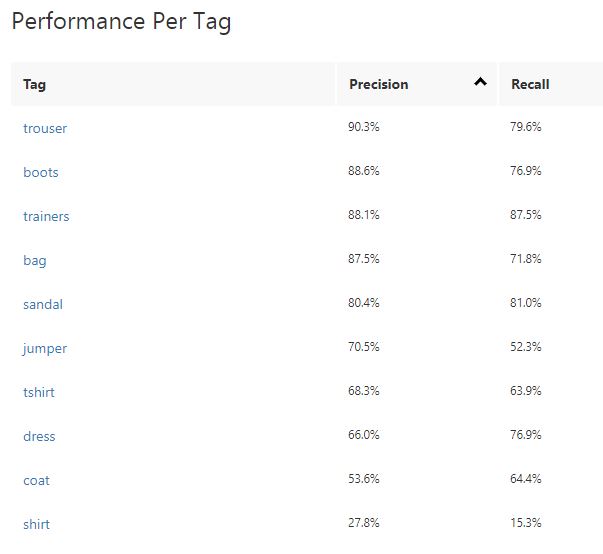 Performance Per Tag
Tag Precision Recall
trouser 90.3% 79.6%
boots 88.6% 76.9%
trainers 88.1% 87.5%
bag 87.5% 71.8%
sandal 80.4% 81.0%
jumper 70.5% 52.3%
tshirt 68.3% 63.9%
dress 66.0% 76.9%
coat 53.6% 64.4%
shirt 27.8% 15.3%